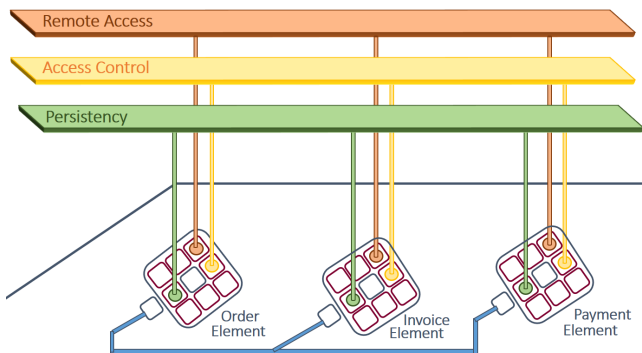 Remote Access
Access Control
Persistency
Order
Element
Invoice
Element
Payment
Element